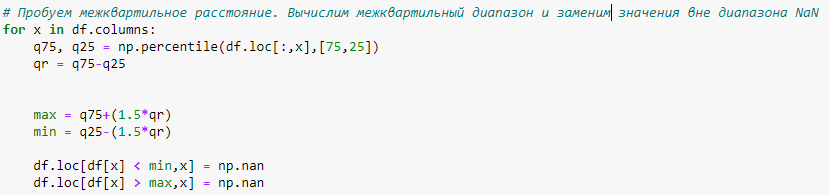 # Пробуем межквартильное расстояние. Вычислим межквартильный диапазон и заменим значения вне диапазона NaN
for x in df.columns:
    q75, q25 = np.percentile(df.loc[:,x],[75,25])
    qr = q75-q25
    max = q75+(1.5*qr)
    min = q25-(1.5*qr)
    df.loc[df[x] < min,x] = np.nan
    df.loc[df[x] > max,x] = np.nan